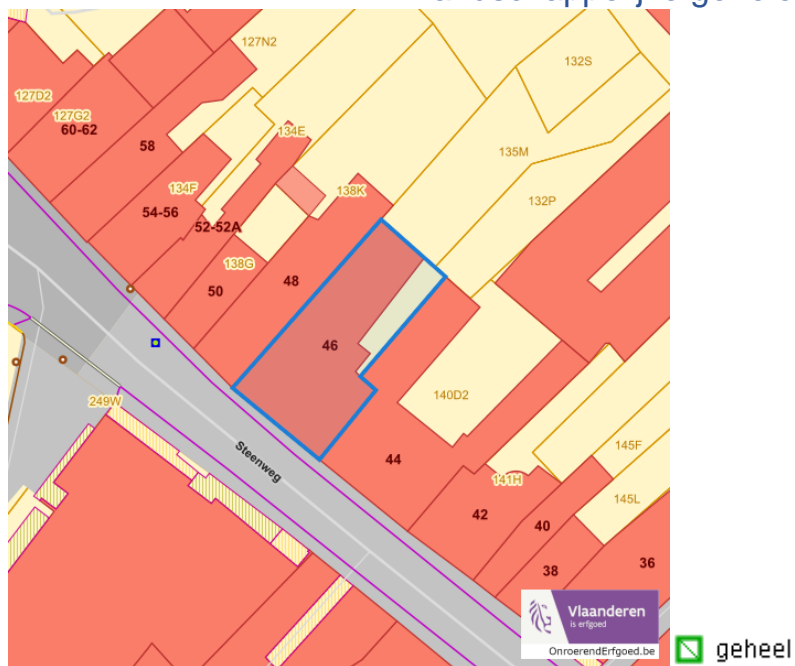 127N2
132S
127D2
127G2
60-62
134E
58
135M
134F
138K
132P
54-56
52-52A
138G
48
50
46
140D2
249W
Steenweg
44
145F
141H
145L
42
40
38
36
Vlaanderen
is erfgoed
OnroerendErfgoed.be
geheel